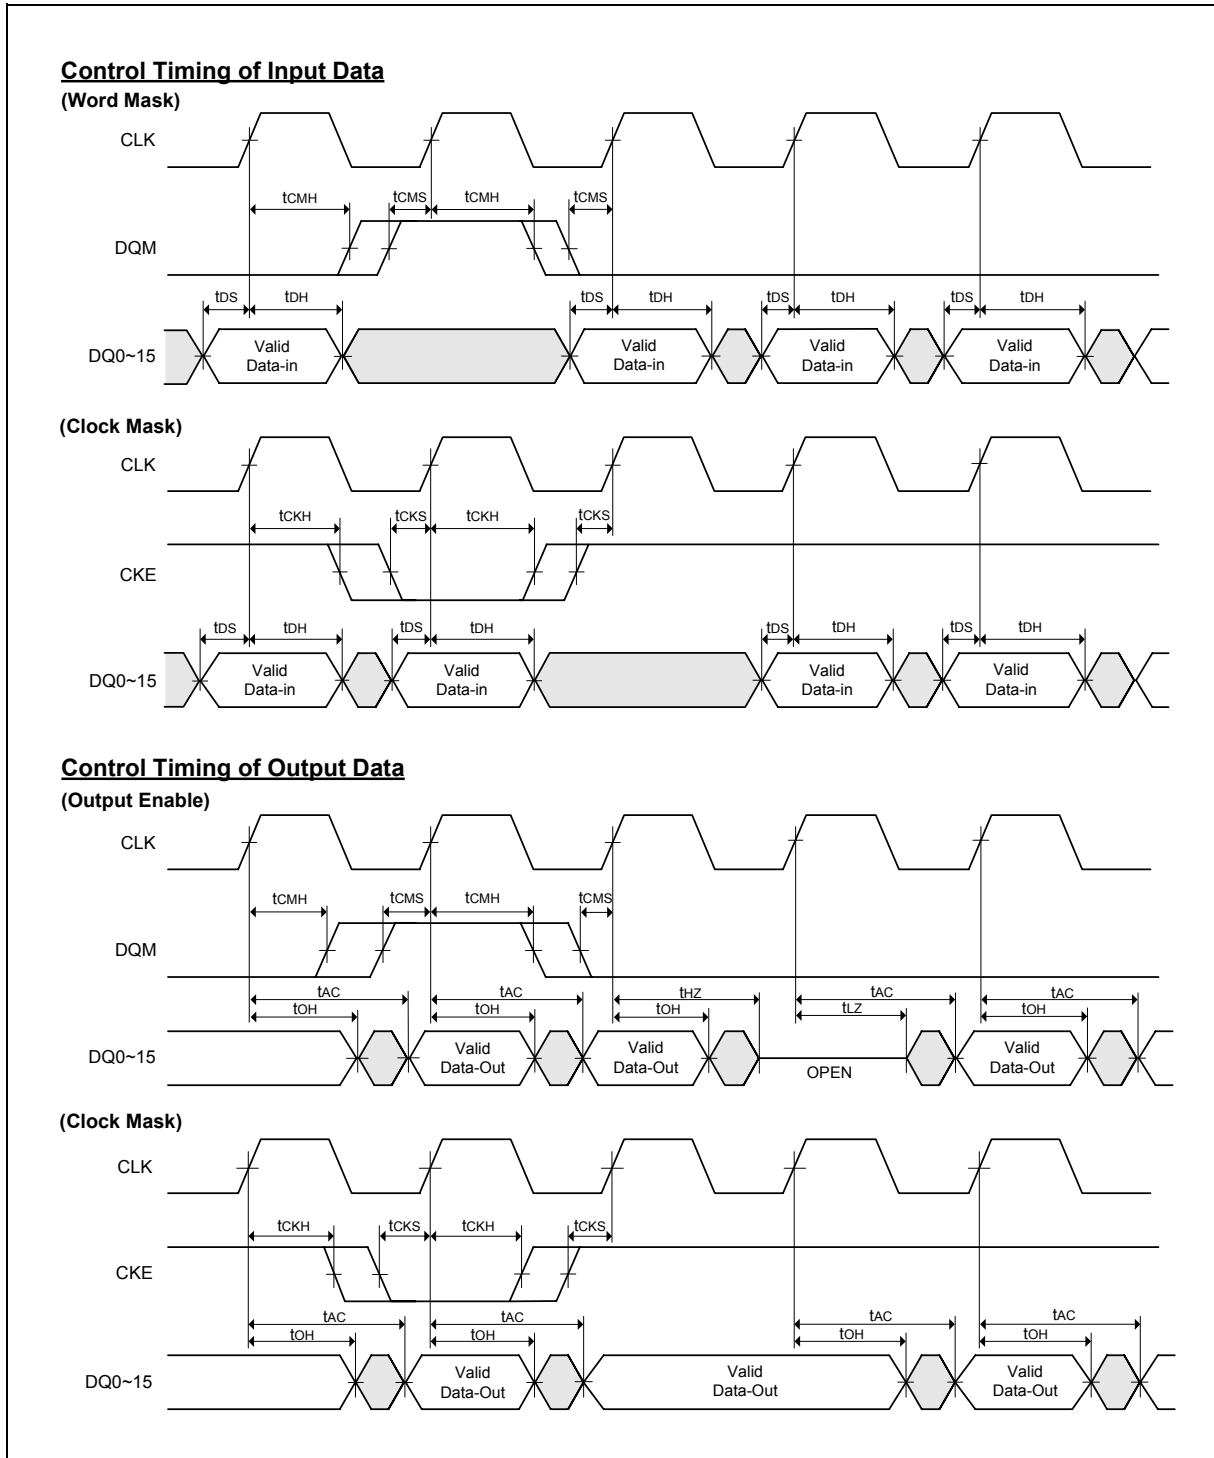 Control Timing of Input Data
(Word Mask)
CLK
tCMH tCMS tCMH tCMS
DQM
tDS tDH tDS tDH tDS tDH tDS tDH
DQ0~15
Valid Data-in
Valid Data-in
Valid Data-in
Valid Data-in
(Clock Mask)
CLK
tCKH tCKS tCKH tCKS
CKE
tDS tDH tDS tDH tDS tDH tDS tDH
DQ0~15
Valid Data-in
Valid Data-in
Valid Data-in
Valid Data-in
Control Timing of Output Data
(Output Enable)
CLK
tCMH tCMS tCMH tCMS
DQM
tAC tAC tHZ tAC tAC
tOH tOH tOH tLZ tOH
DQ0~15
Valid Data-Out
Valid Data-Out
OPEN
Valid Data-Out
(Clock Mask)
CLK
tCKH tCKS tCKH tCKS
CKE
tAC tAC tAC tAC
tOH tOH tOH tOH
DQ0~15
Valid Data-Out
Valid Data-Out
Valid Data-Out